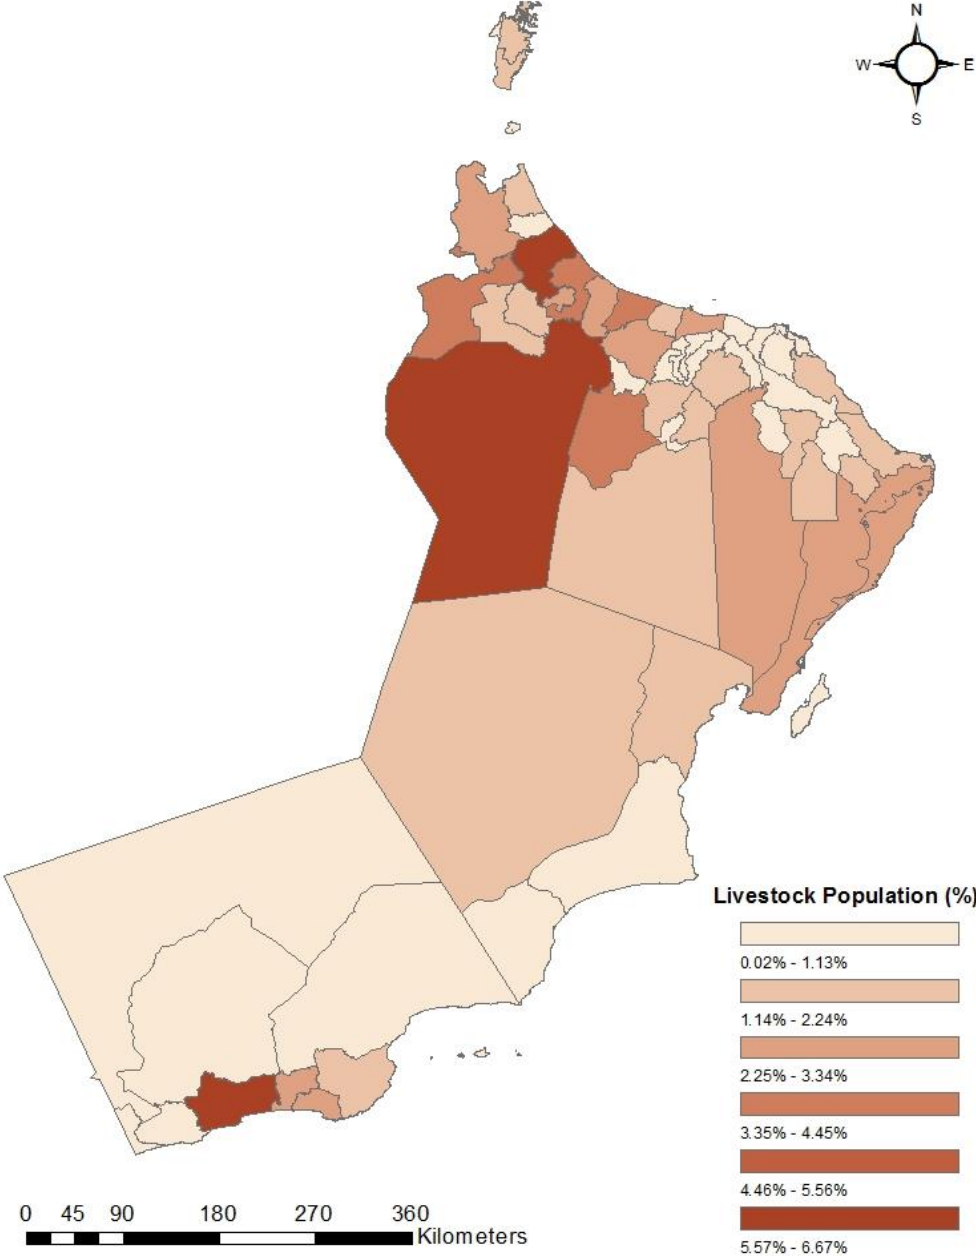 N
W
E
S
Livestock Population (%)
0.02% - 1.13%
1.14% - 2.24%
2.25% - 3.34%
3.35% - 4.45%
4.46% - 5.56%
5.57% - 6.67%
0 45 90 180 270 360
Kilometers